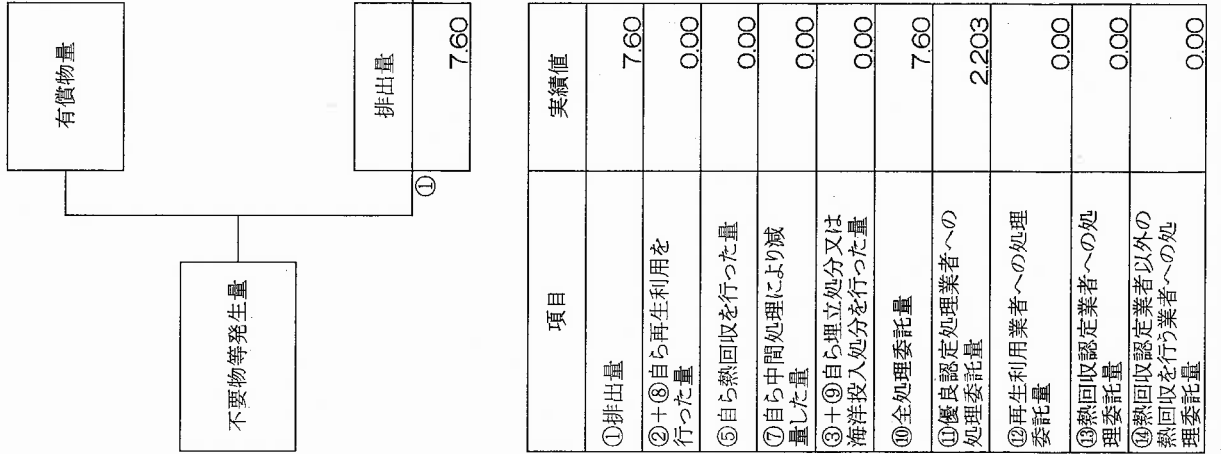 有償物量
不要物等発生量
排出量
①
7.60
項目
実績値
①排出量
7.60
②+⑧自ら再生利用を
行った量
0.00
⑤自ら熱回収を行った量
0.00
⑦自ら中間処理により減
量した量
0.00
③+⑨自ら埋立処分又は
海洋投入処分を行った量
0.00
⑩全処理委託量
7.60
⑪優良認定処理業者への
処理委託量
2.203
⑫再生利用業者への処理
委託量
0.00
⑬熱回収認定業者への処
理委託量
0.00
⑭熱回収認定業者以外の
熱回収を行う業者への処
理委託量
0.00